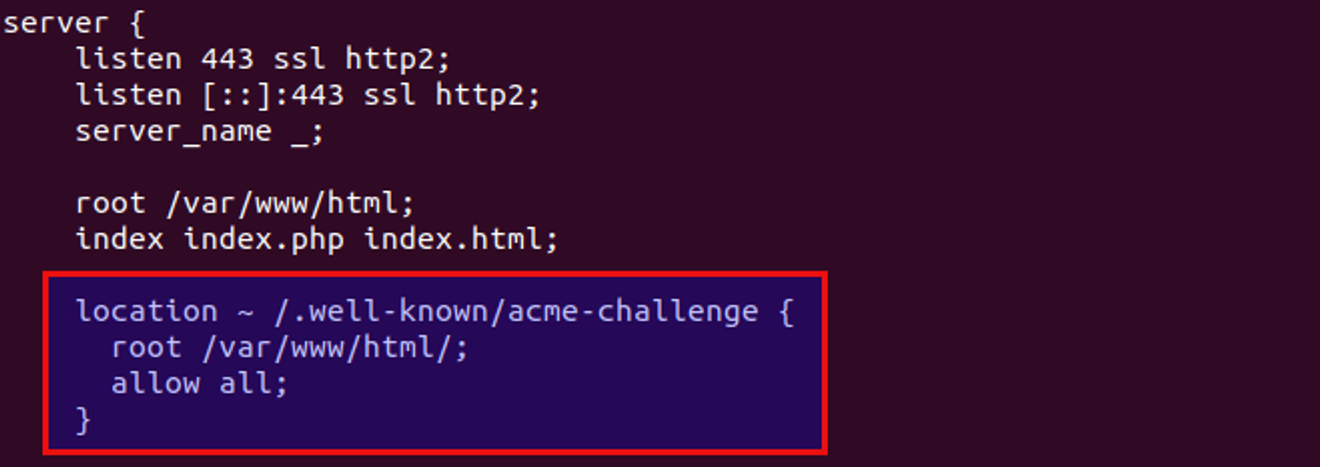 server {
    listen 443 ssl http2;
    listen [::]:443 ssl http2;
    server_name _;

    root /var/www/html;
    index index.php index.html;

    location ~ /.well-known/acme-challenge {
      root /var/www/html/;
      allow all;
    }